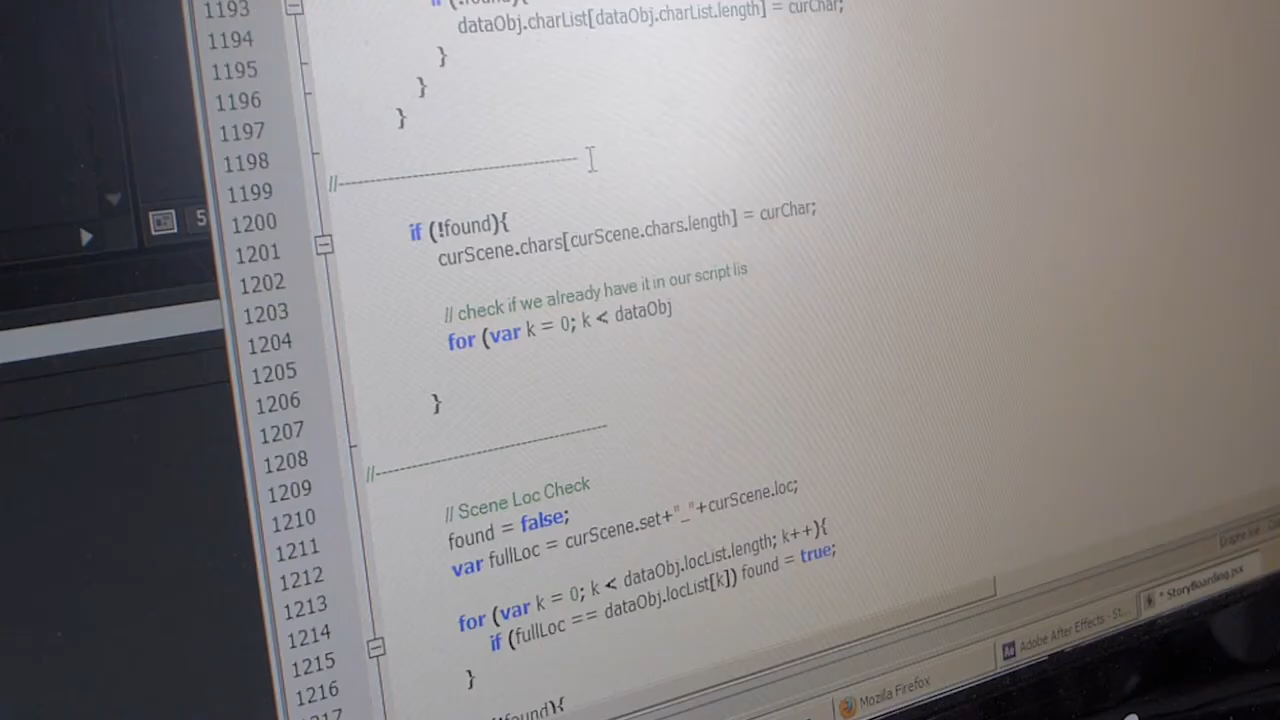 1193
dataObj.charList[dataObj.charList.length] = curChar;
1194
}
1195
}
1196
}
1197
1198
//----------------------------------------
1199
1200
if (!found){
1201
curScene.chars[curScene.chars.length] = curChar;
1202
1203
// check if we already have it in our script lis
1204
for (var k = 0; k < dataObj
1205
1206
}
1207
1208
//----------------------------------------
1209
// Scene Loc Check
1210
found = false;
1211
var fullLoc = curScene.set+"_"+curScene.loc;
1212
1213
for (var k = 0; k < dataObj.locList.length; k++){
1214
if (fullLoc == dataObj.locList[k]) found = true;
1215
}
1216
!found){
1217
5
Adobe After Effects - St...
* StoryBoarding.jsx
Mozilla Firefox
Ae